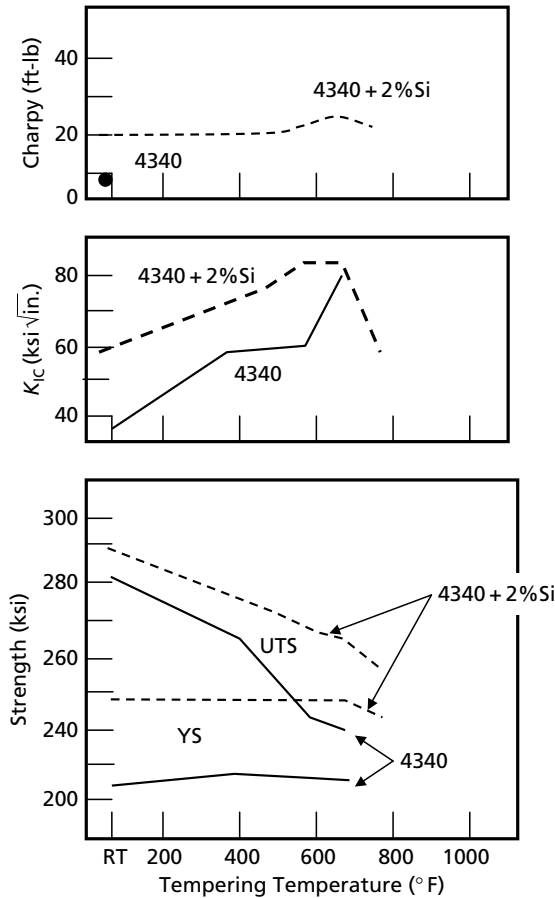 Charpy (ft-lb)
40
20
0
4340 + 2%Si
4340
K_IC (ksi √in.)
80
60
40
4340 + 2%Si
4340
Strength (ksi)
300
280
260
240
200
UTS
YS
4340 + 2%Si
4340
RT 200 400 600 800 1000
Tempering Temperature (° F)